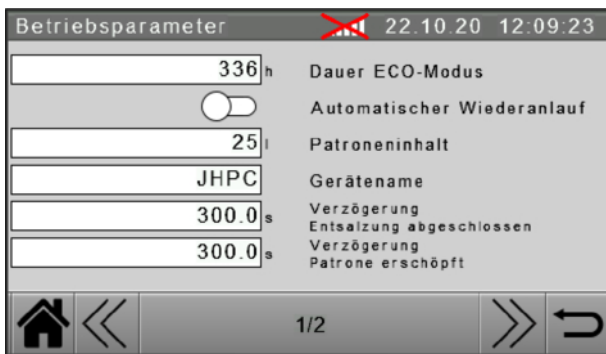 Betriebsparameter 22.10.20 12:09:23
336 h Dauer ECO-Modus
Automatischer Wiederanlauf
25 l Patroneninhalt
JHPC Gerätename
300.0 s Verzögerung
Entsalzung abgeschlossen
300.0 s Verzögerung
Patrone erschöpft
1/2